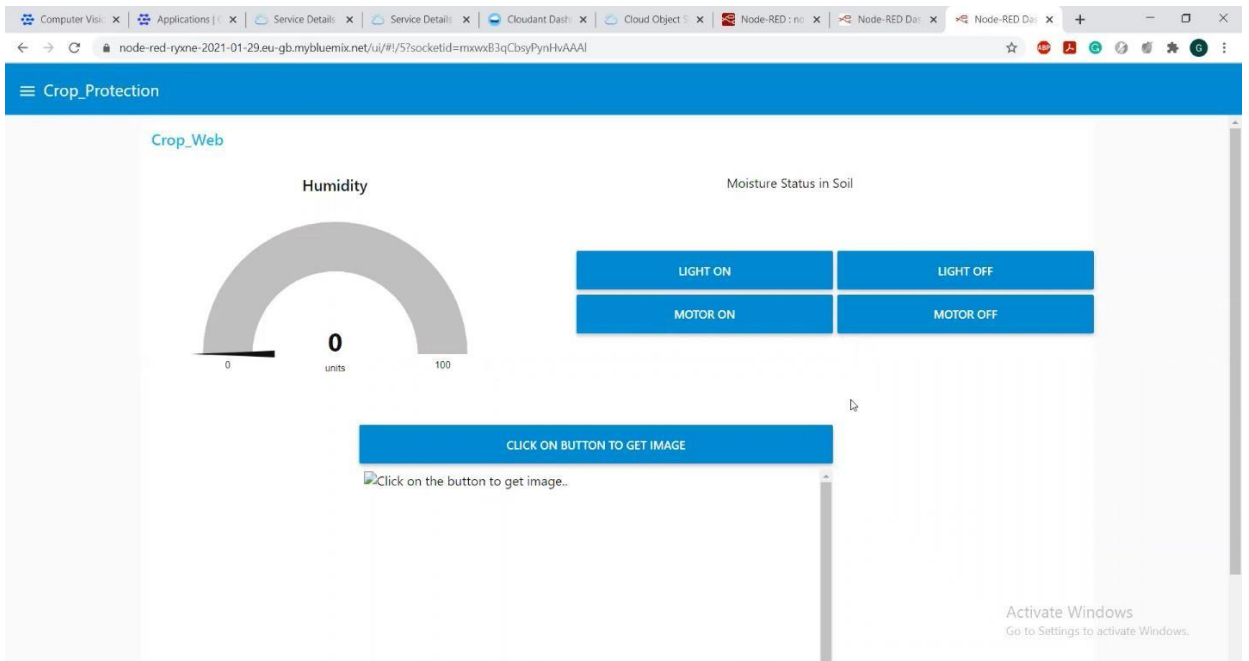 Computer Visi
Applications | C
Service Details
Service Details
Cloudant Dash
Cloud Object S
Node-RED : no
Node-RED Das
Node-RED Das
node-red-ryxne-2021-01-29.eu-gb.mybluemix.net/ui/#!/5?socketid=mxwxB3qCbsyPynHvAAAl
ABP
G
Crop_Protection
Crop_Web
Humidity
Moisture Status in Soil
LIGHT ON
LIGHT OFF
MOTOR ON
MOTOR OFF
0
units
0
100
CLICK ON BUTTON TO GET IMAGE
Click on the button to get image..
Activate Windows
Go to Settings to activate Windows.